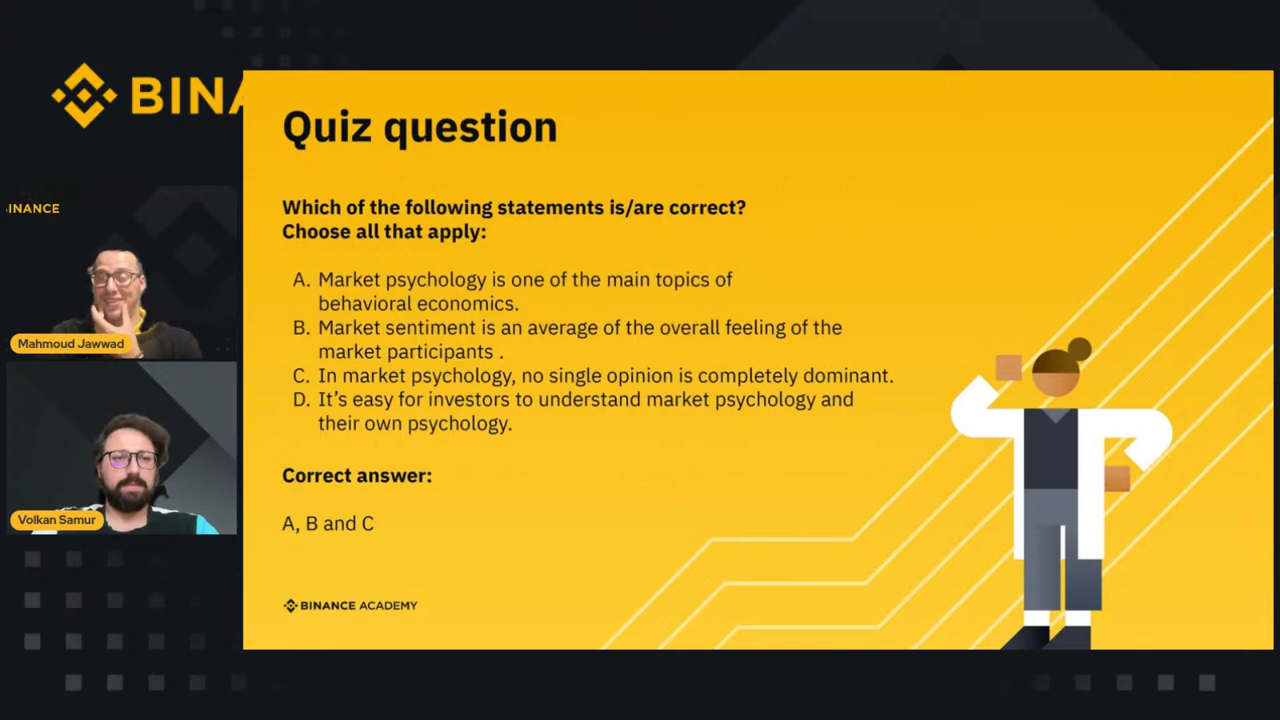 BINA
BINANCE
Mahmoud Jawwad
Volkan Samur
Quiz question
Which of the following statements is/are correct?
Choose all that apply:
A. Market psychology is one of the main topics of
behavioral economics.
B. Market sentiment is an average of the overall feeling of the
market participants .
C. In market psychology, no single opinion is completely dominant.
D. It’s easy for investors to understand market psychology and
their own psychology.
Correct answer:
A, B and C
BINANCE ACADEMY